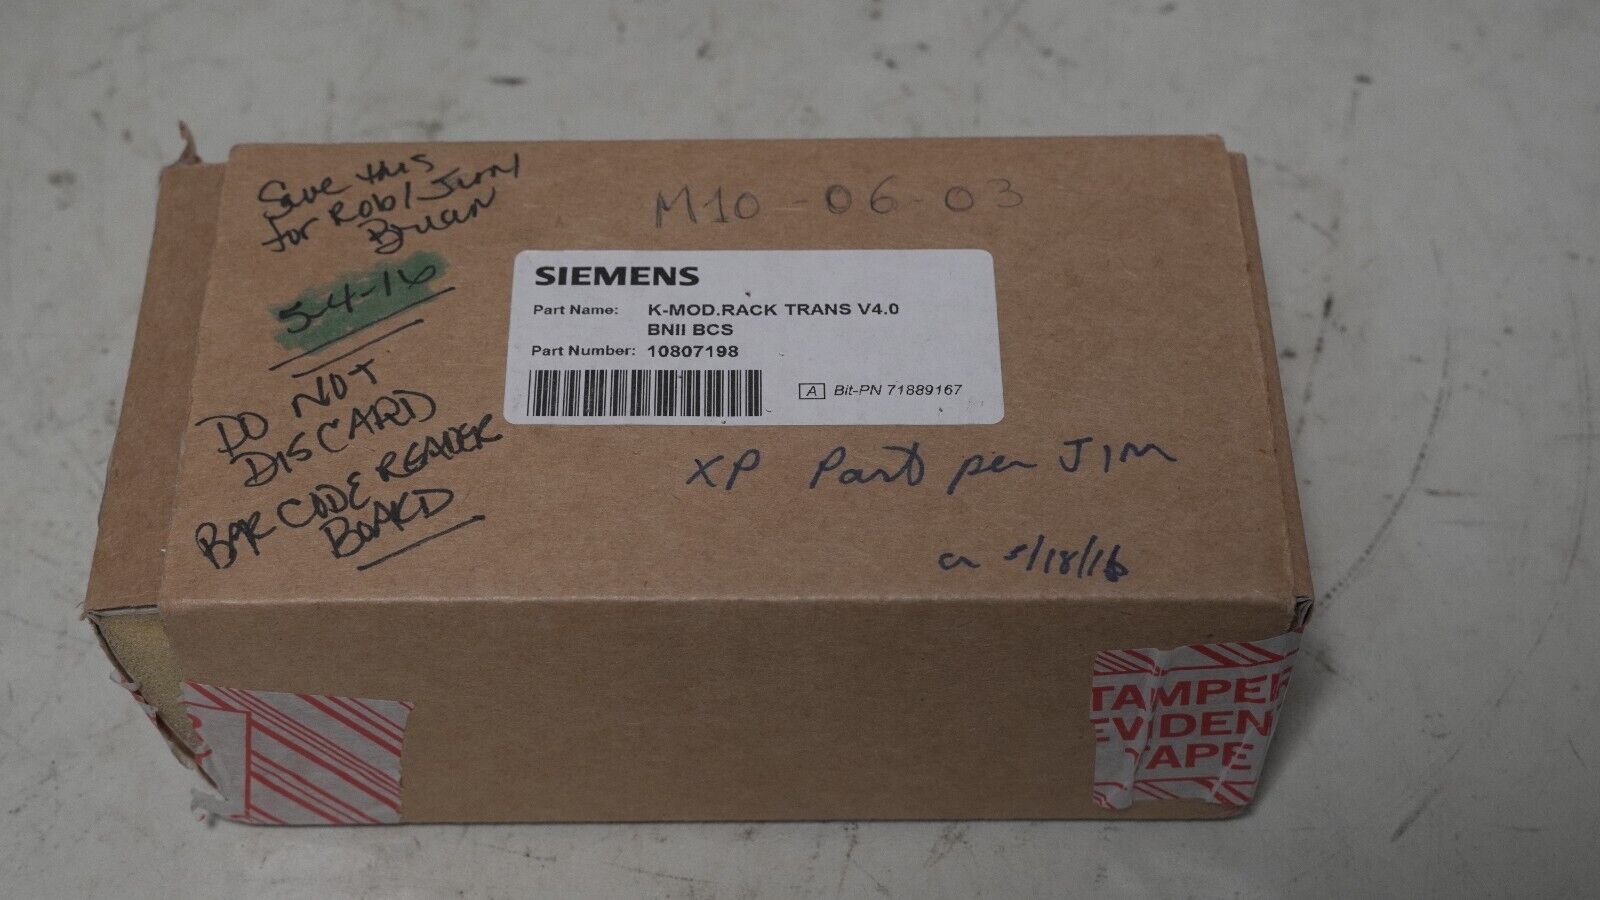 Save this
for Rob/Jim/
Brian
5-4-16
DO NOT
DISCARD
BAR CODE READER
BOARD
M10-06-03
SIEMENS
Part Name: K-MOD.RACK TRANS V4.0
BNII BCS
Part Number: 10807198
A Bit-PN 71889167
XP Part per Jim
5/18/16
TAMPER
EVIDENT
TAPE